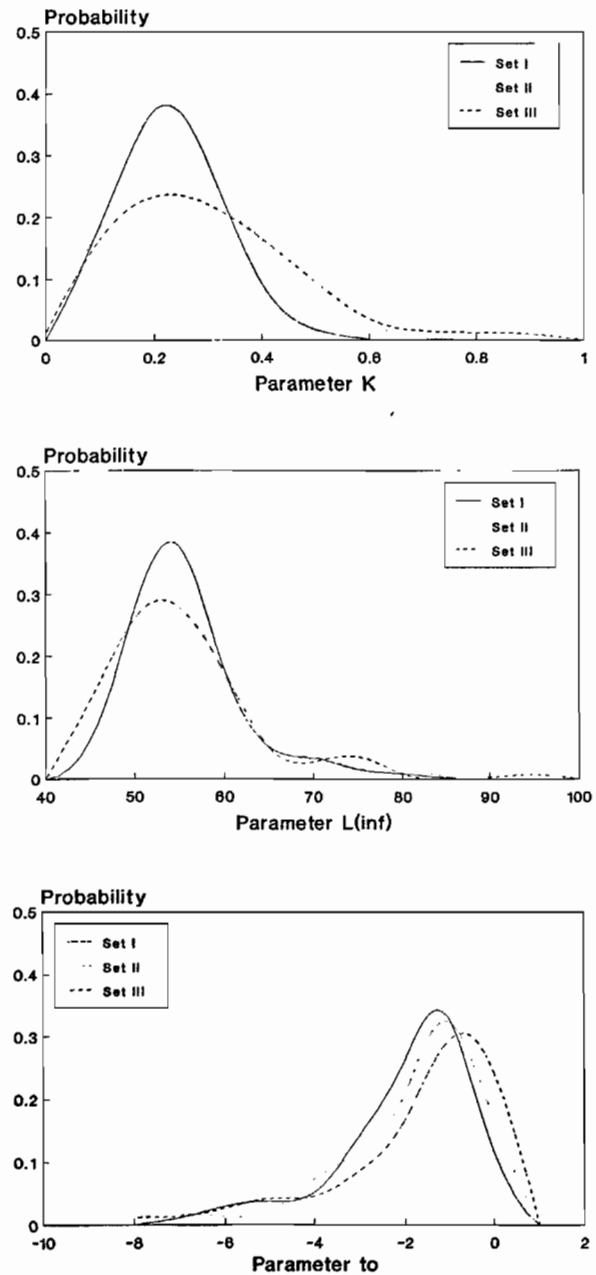 Probability
0.5
0.4
0.3
0.2
0.1
0
0 0.2 0.4 0.6 0.8 1
Parameter K
Set I
Set II
Set III
Probability
0.5
0.4
0.3
0.2
0.1
0
40 50 60 70 80 90 100
Parameter L(inf)
Set I
Set II
Set III
Probability
0.5
0.4
0.3
0.2
0.1
0
-10 -8 -6 -4 -2 0 2
Parameter to
Set I
Set II
Set III